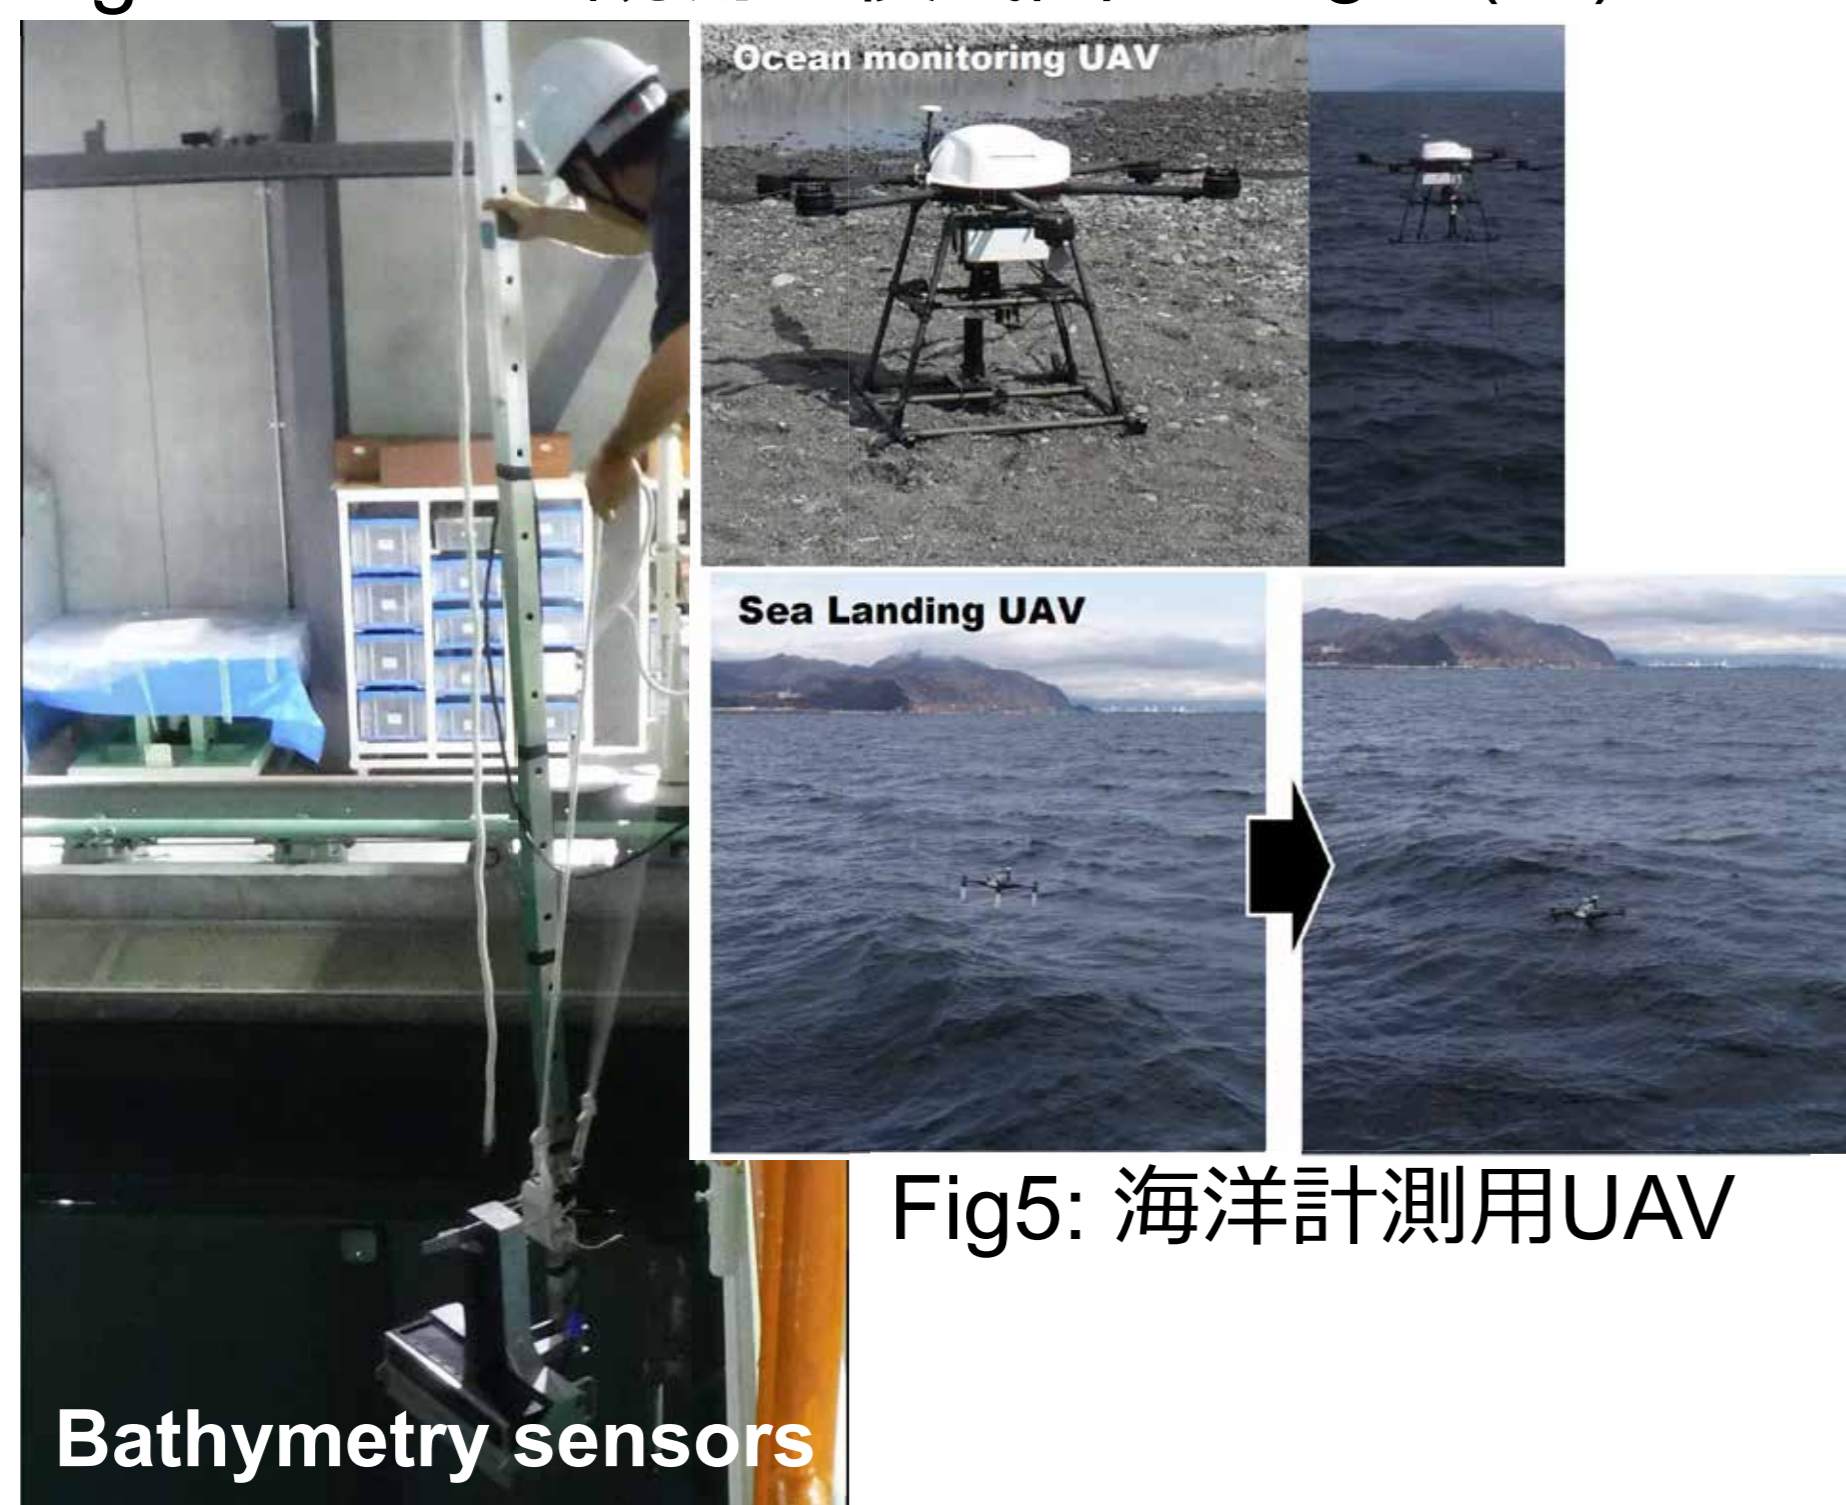 Ocean monitoring UAV
Sea Landing UAV
Fig5: 海洋計測用UAV
Bathymetry sensors